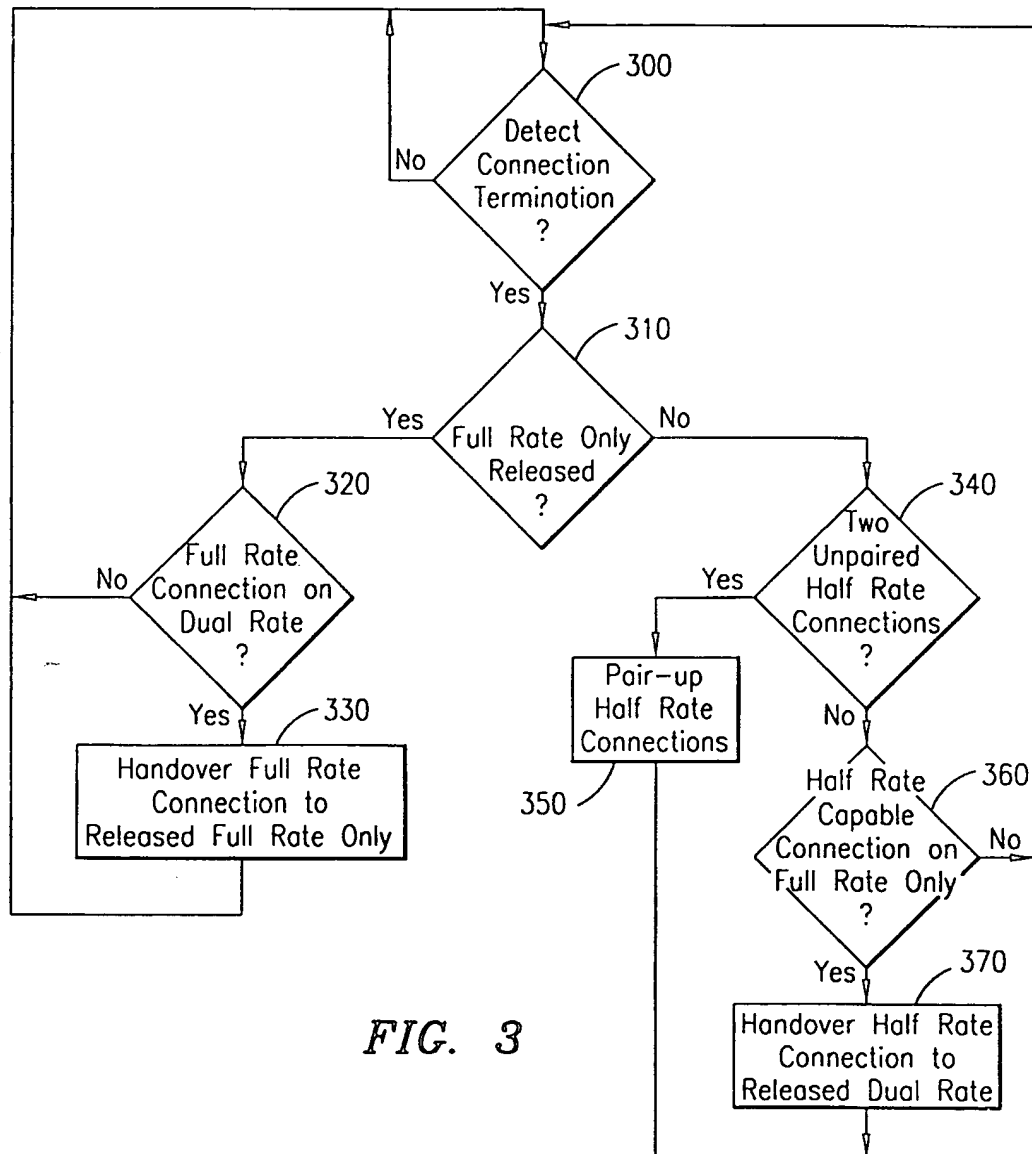 300
Detect
Connection
Termination
?
No
Yes
310
Full Rate Only
Released
?
Yes
No
320
Full Rate
Connection on
Dual Rate
?
No
Yes
330
Handover Full Rate
Connection to
Released Full Rate Only
340
Two
Unpaired
Half Rate
Connections
?
Yes
No
Pair-up
Half Rate
Connections
350
Half Rate
Capable
Connection on
Full Rate Only
?
360
No
Yes
370
Handover Half Rate
Connection to
Released Dual Rate
FIG. 3